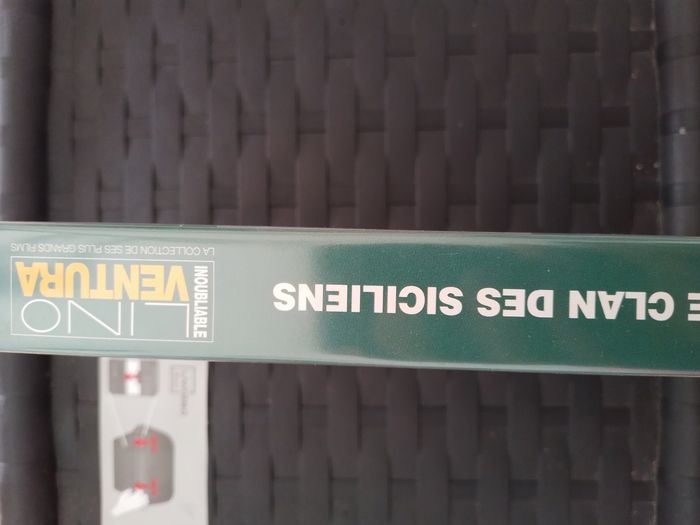 E CLAN DES SICILIENS
INOUBLIABLE
LINO
VENTURA
LA COLLECTION DE SES PLUS GRANDS FILMS